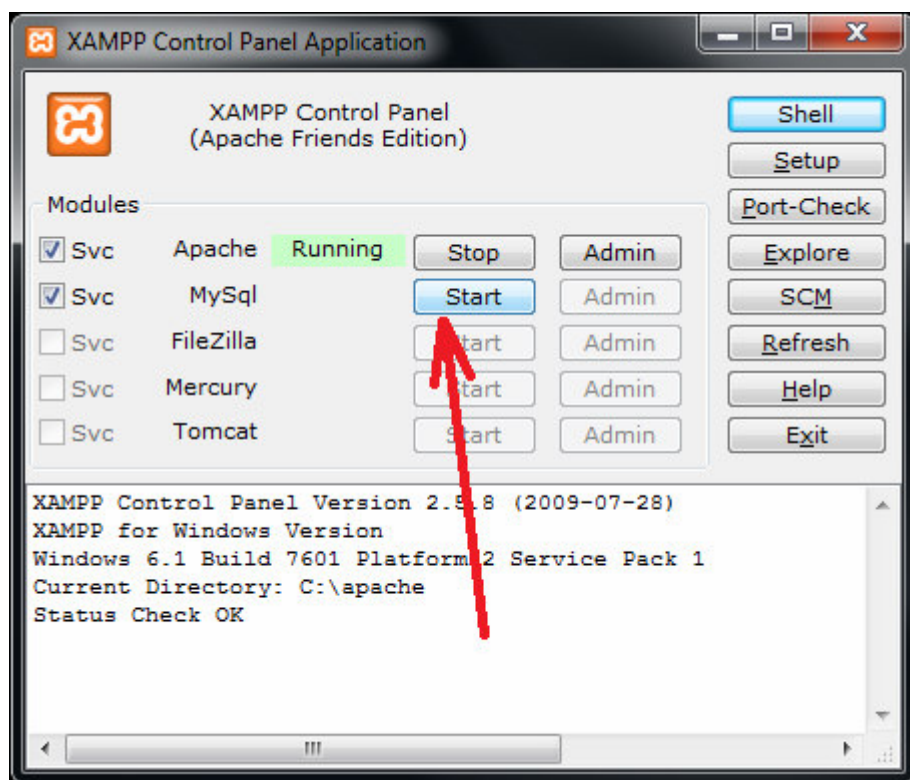 XAMPP Control Panel Application
XAMPP Control Panel
(Apache Friends Edition)
Shell
Setup
Port-Check
Explore
SCM
Refresh
Help
Exit
Modules
Svc Apache Running Stop Admin
Svc MySql Start Admin
Svc FileZilla Start Admin
Svc Mercury Start Admin
Svc Tomcat Start Admin
XAMPP Control Panel Version 2.5.8 (2009-07-28)
XAMPP for Windows Version
Windows 6.1 Build 7601 Platform 2 Service Pack 1
Current Directory: C:\apache
Status Check OK